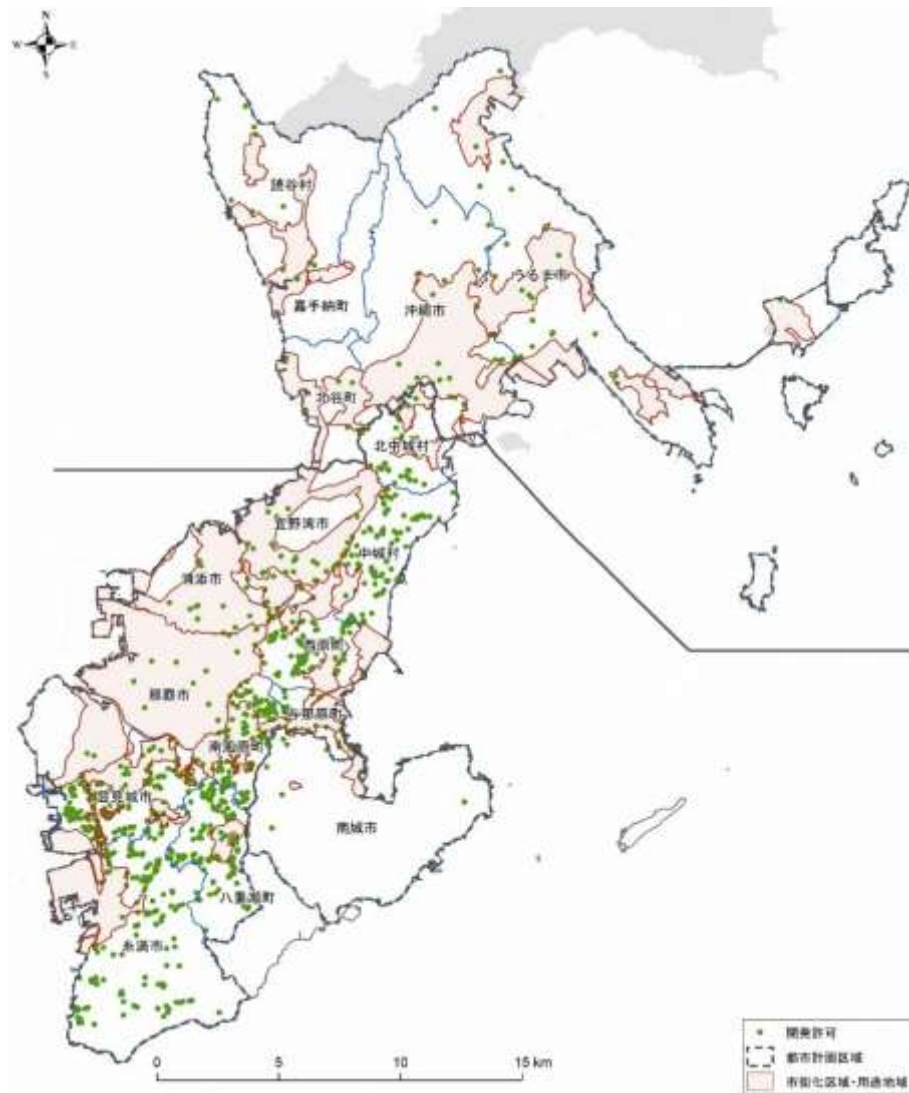 N
W E
S
読谷村
うるま市
嘉手納町
沖縄市
北谷町
北中城村
宜野湾市
中城村
浦添市
西原町
那覇市
与那原町
南風原町
豊見城市
南城市
八重瀬町
糸満市
0 5 10 15 km
開発許可
都市計画区域
市街化区域・用途地域